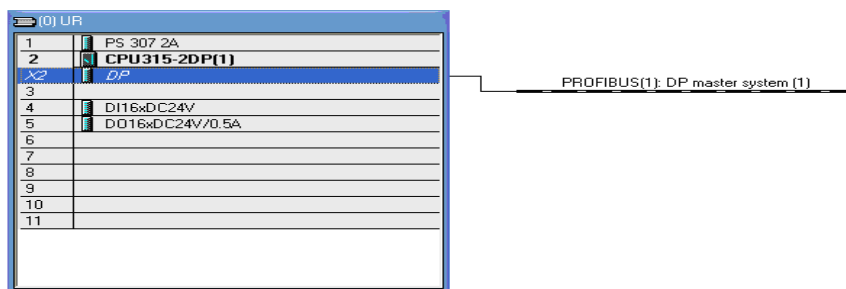 (0) UR
1 PS 307 2A
2 CPU315-2DP(1)
X2 DP
3
4 DI16xDC24V
5 DO16xDC24V/0.5A
6
7
8
9
10
11
PROFIBUS(1): DP master system (1)